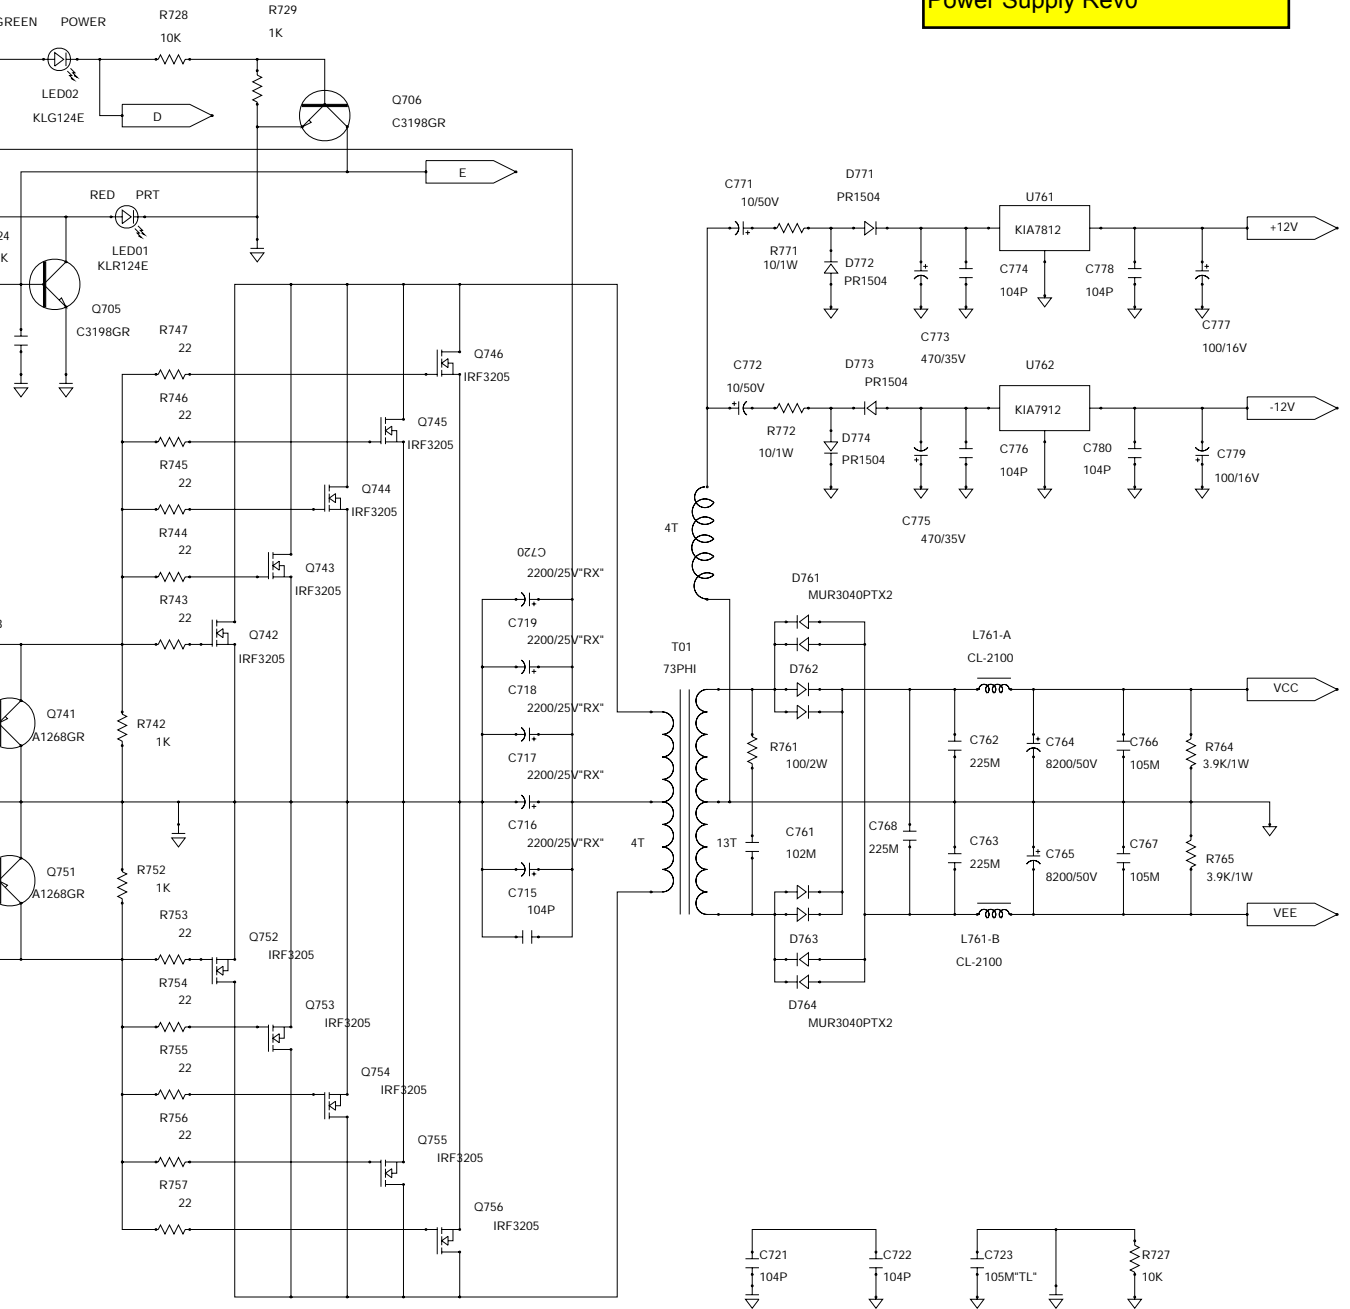 Power Supply Rev0
GREEN POWER
R728
10K
R729
1K
LED02
KLG124E
D
Q706
C3198GR
E
RED PRT
LED01
KLR124E
24
K
Q705
C3198GR
C771
10/50V
D771
PR1504
U761
KIA7812
+12V
R771
10/1W
D772
PR1504
C774
104P
C778
104P
C773
470/35V
C777
100/16V
C772
10/50V
D773
PR1504
U762
KIA7912
-12V
R772
10/1W
D774
PR1504
C776
104P
C780
104P
C779
100/16V
C775
470/35V
R747
22
Q746
IRF3205
R746
22
Q745
IRF3205
R745
22
Q744
IRF3205
R744
22
Q743
IRF3205
R743
22
Q742
IRF3205
4T
C720
2200/25V"RX"
C719
2200/25V"RX"
C718
2200/25V"RX"
C717
2200/25V"RX"
C716
2200/25V"RX"
C715
104P
T01
73PHI
4T
13T
D761
MUR3040PTX2
D762
L761-A
CL-2100
VCC
Q741
A1268GR
R742
1K
R761
100/2W
C762
225M
C764
8200/50V
C766
105M
R764
3.9K/1W
C761
102M
C768
225M
C763
225M
C765
8200/50V
C767
105M
R765
3.9K/1W
Q751
A1268GR
R752
1K
VEE
D763
L761-B
CL-2100
D764
MUR3040PTX2
R753
22
Q752
IRF3205
R754
22
Q753
IRF3205
R755
22
Q754
IRF3205
R756
22
Q755
IRF3205
R757
22
Q756
IRF3205
C721
104P
C722
104P
C723
105M"TL"
R727
10K